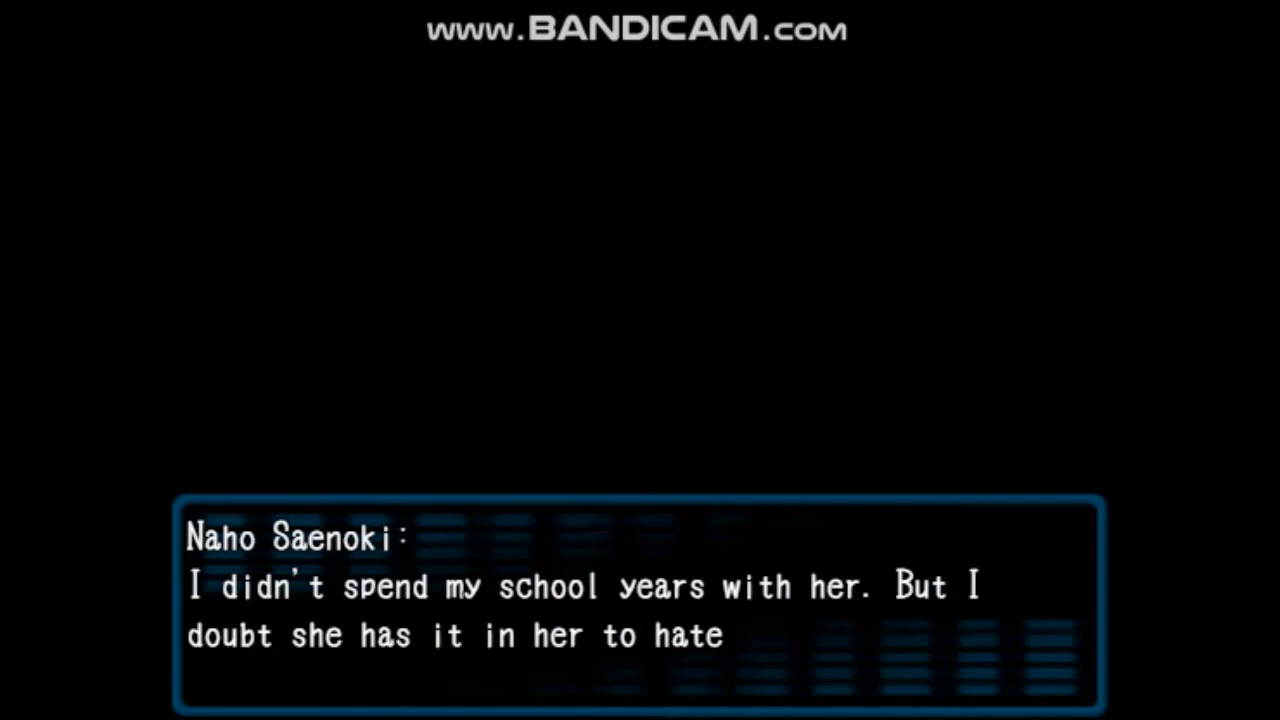 www.BANDICAM.com
Naho Saenoki:
I didn't spend my school years with her. But I
doubt she has it in her to hate